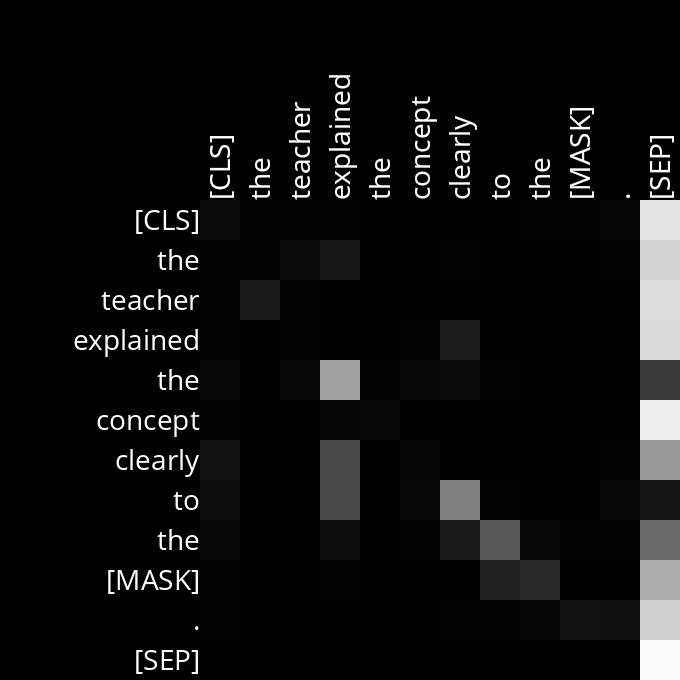 [CLS] the teacher explained the concept clearly to the [MASK] . [SEP]
[CLS]
the
teacher
explained
the
concept
clearly
to
the
[MASK]
.
[SEP]